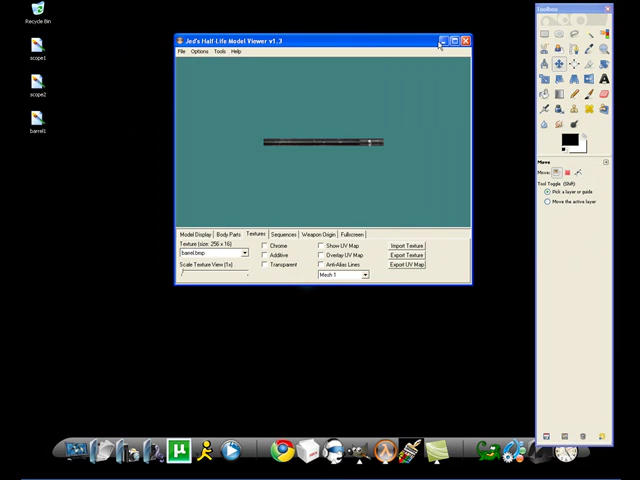 Recycle Bin
scope1
scope2
barrel1
Jed's Half-Life Model Viewer v1.3
File Options Tools Help
Model Display Body Parts Textures Sequences Weapon Origin Fullscreen
Texture (size: 256 x 16)
barrel.bmp
Scale Texture View (1x)
Chrome
Additive
Transparent
Show UV Map
Overlay UV Map
Anti-Alias Lines
Mesh 1
Import Texture
Export Texture
Export UV Map
Toolbox
Move
Move:
Tool Toggle (Shift)
Pick a layer or guide
Move the active layer